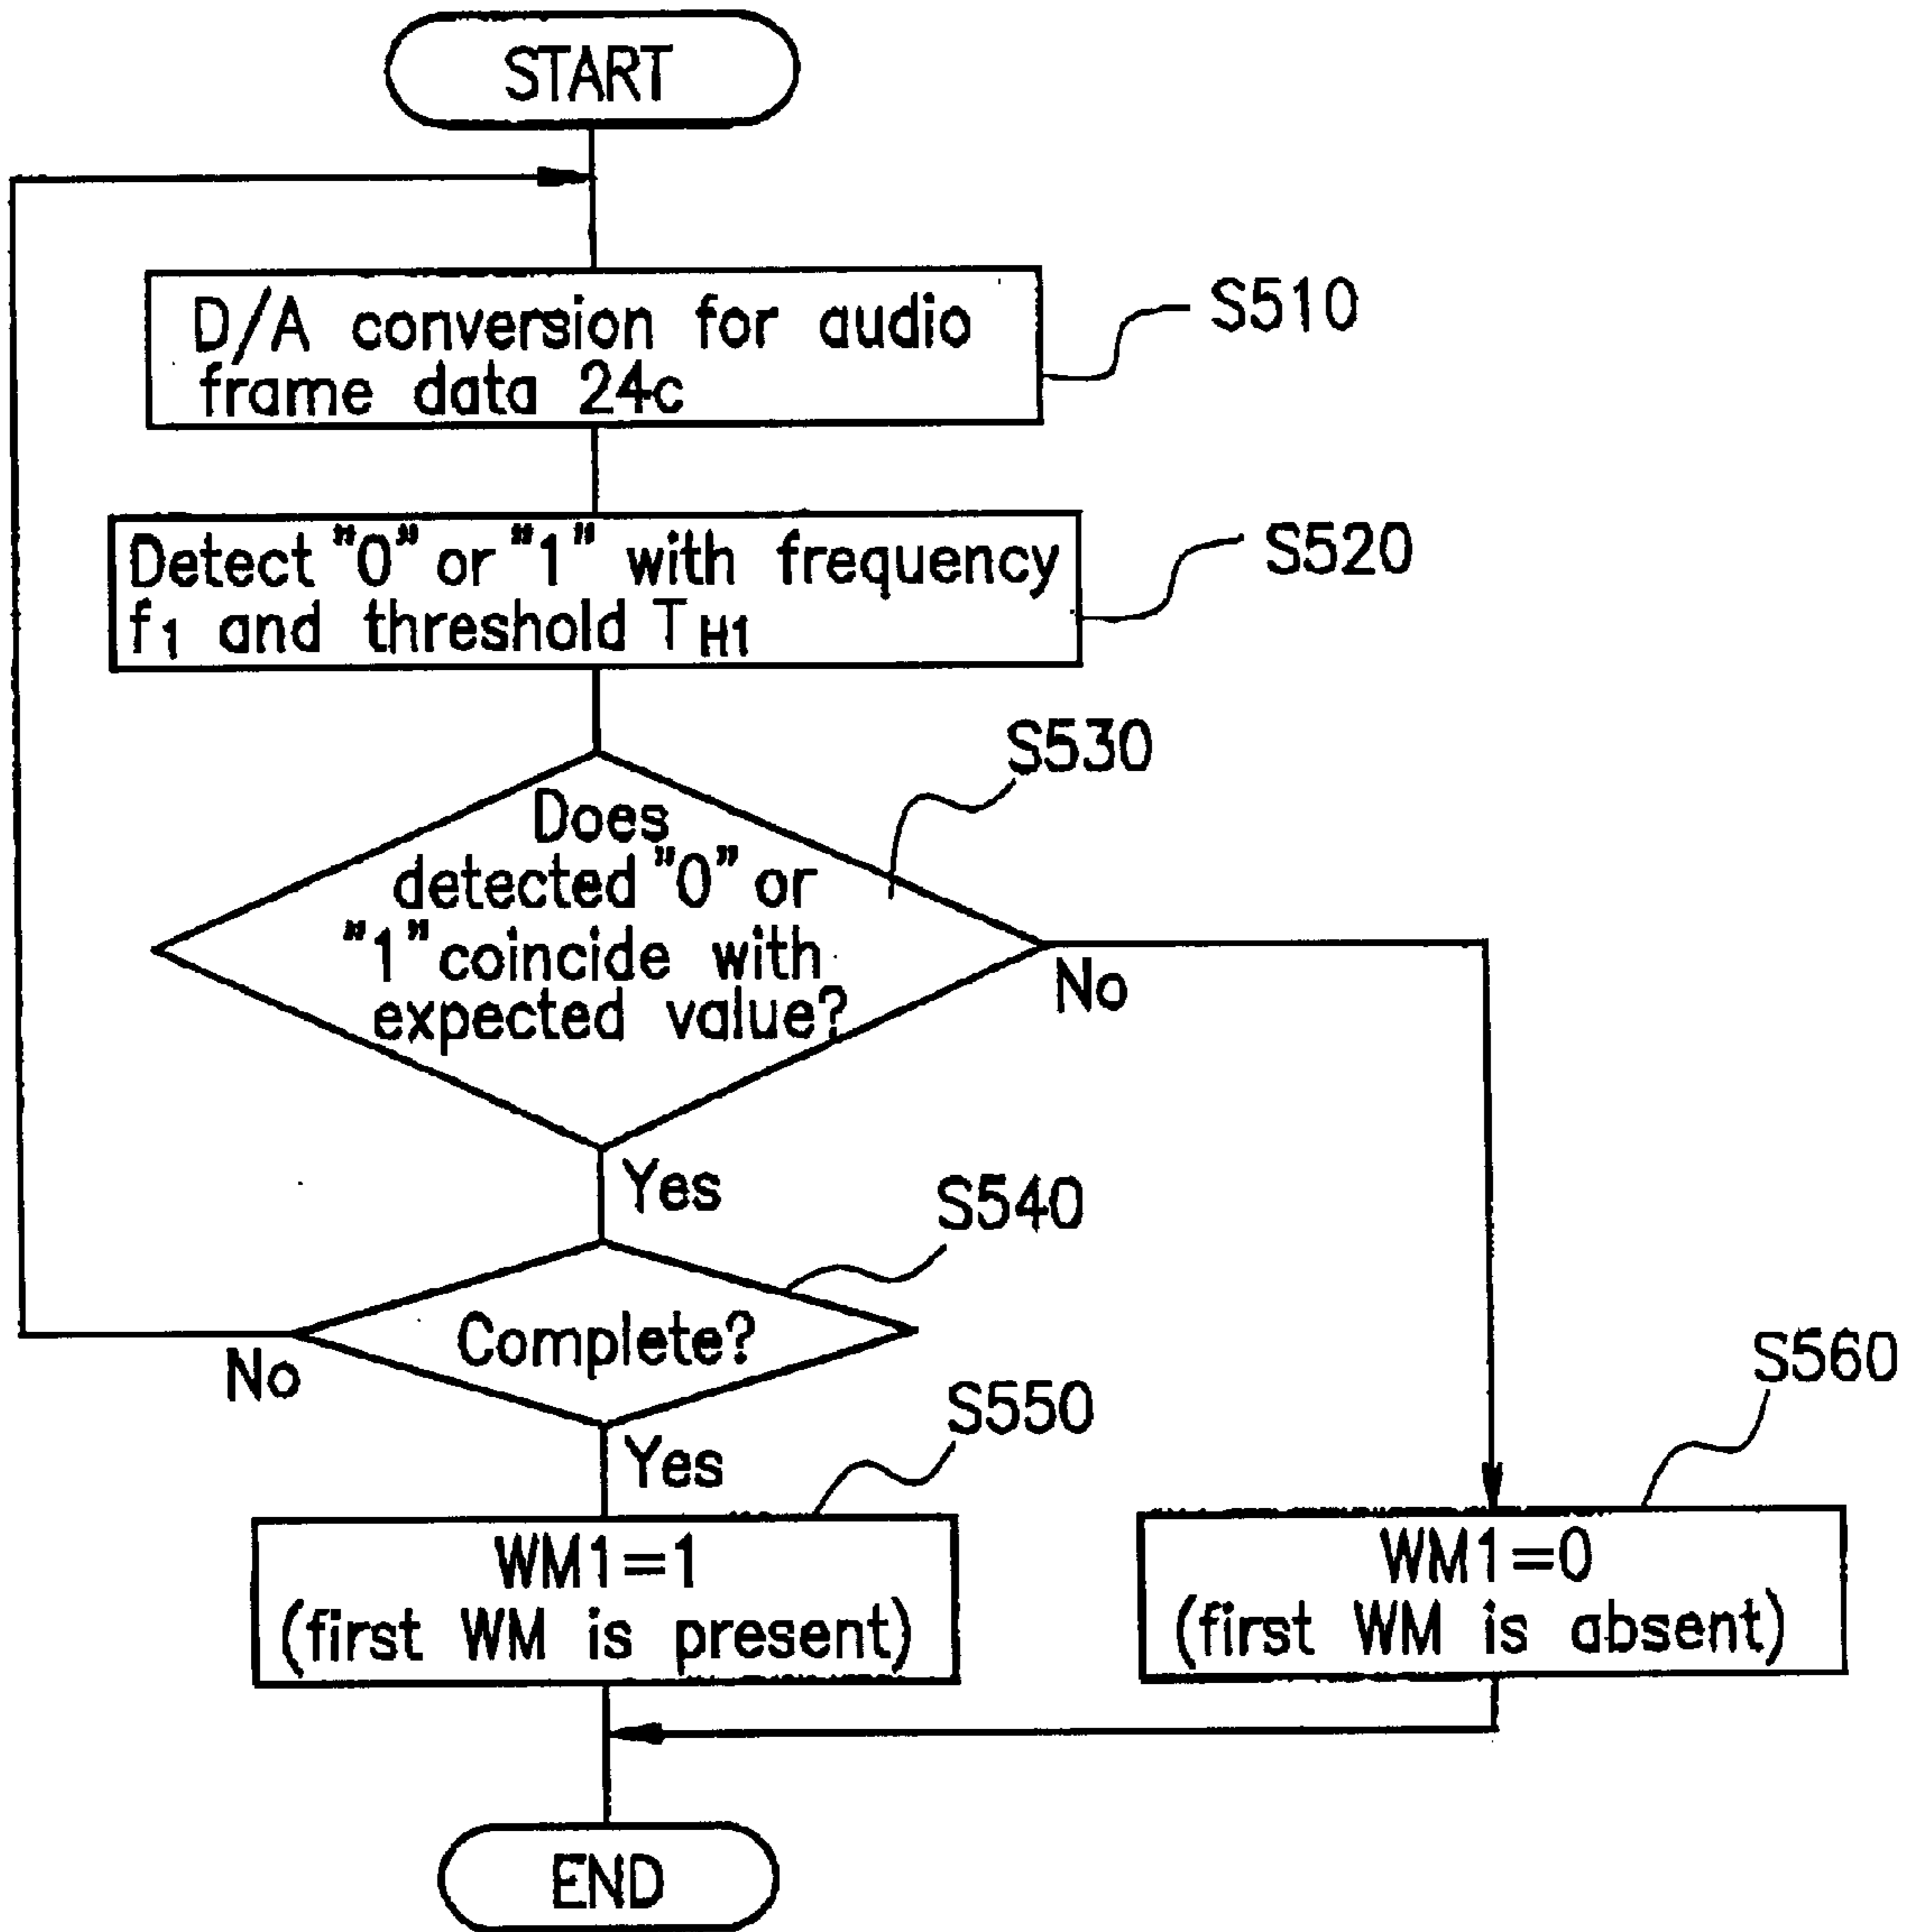 START
D/A conversion for audio
frame data 24c
S510
Detect "0" or "1" with frequency
f1 and threshold TH1
S520
S530
Does
detected "0" or
"1" coincide with
expected value?
No
Yes
S540
Complete?
No
Yes
S550
S560
WM1=1
(first WM is present)
WM1=0
(first WM is absent)
END